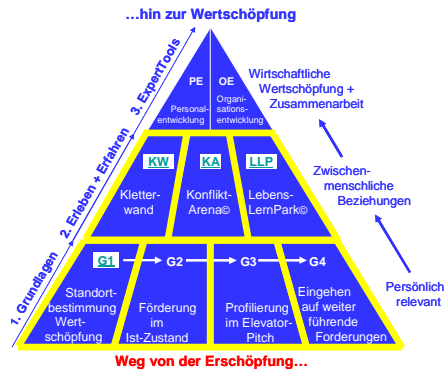 …hin zur Wertschöpfung
3. ExpertTools
PE
OE
Personal-
entwicklung
Organi-
sations-
entwicklung
Wirtschaftliche
Wertschöpfung +
Zusammenarbeit
2. Erleben + Erfahren
KW
KA
LLP
Kletter-
wand
Konflikt-
Arena©
Lebens-
LernPark©
Zwischen-
menschliche
Beziehungen
1. Grundlagen
G1
G2
G3
G4
Standort-
bestimmung
Wert-
schöpfung
Förderung
im
Ist-Zustand
Profilierung
im Elevator-
Pitch
Eingehen
auf weiter
führende
Forderungen
Persönlich
relevant
Weg von der Erschöpfung…